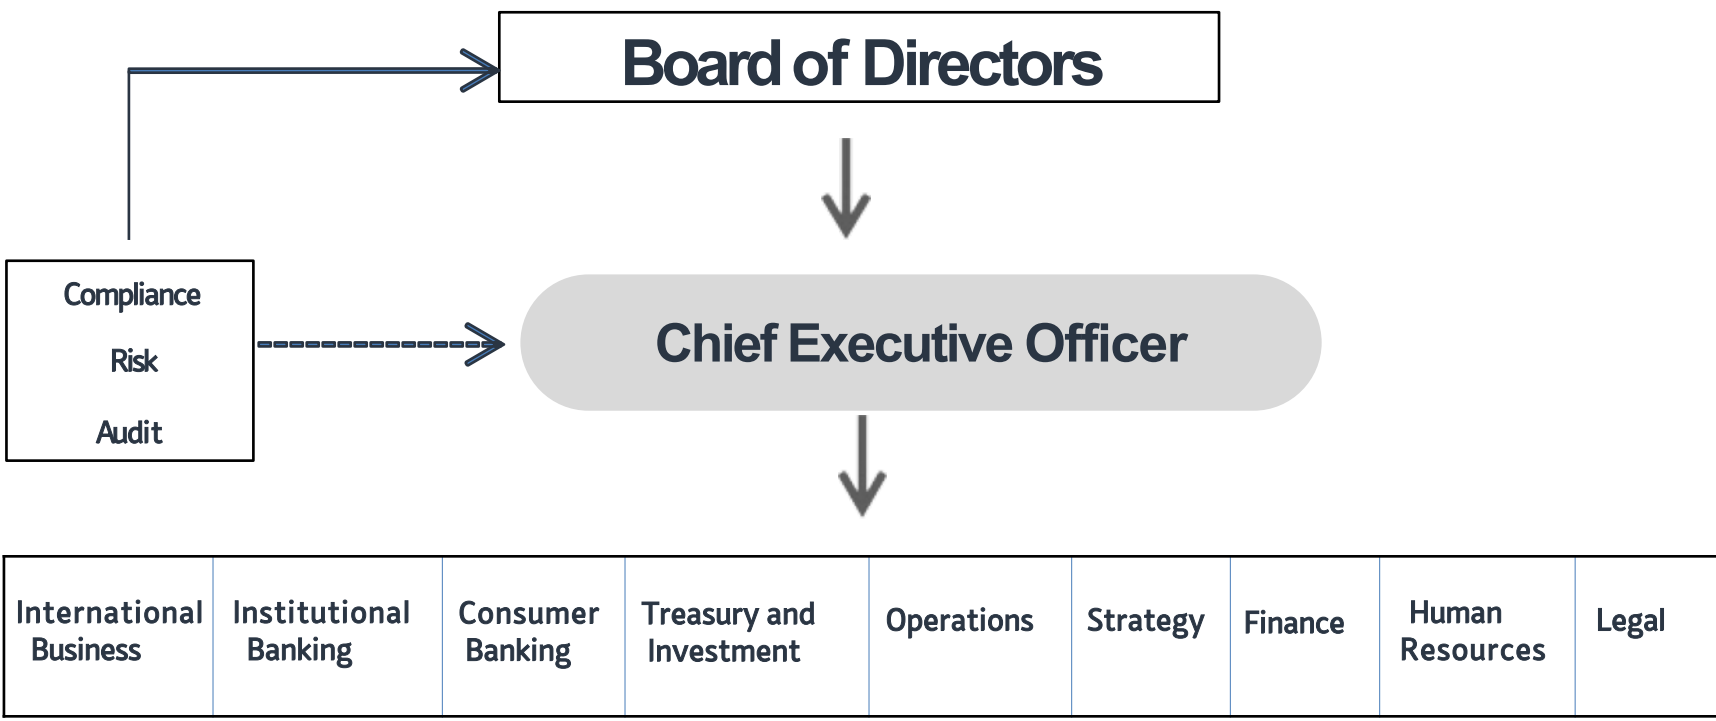 Board of Directors
Compliance
Risk
Audit
Chief Executive Officer
International
Business
Institutional
Banking
Consumer
Banking
Treasury and
Investment
Operations
Strategy
Finance
Human
Resources
Legal